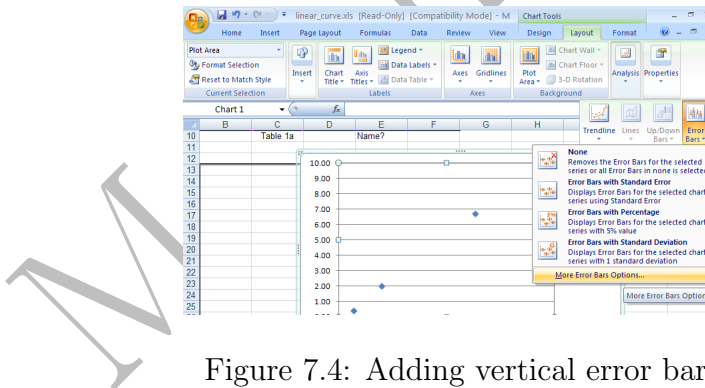 linear_curve.xls [Read-Only] [Compatibility Mode] - M
Chart Tools
Home Insert Page Layout Formulas Data Review View Design Layout Format
Plot Area
Format Selection
Reset to Match Style
Current Selection
Insert
Chart Title
Axis Titles
Legend
Data Labels
Data Table
Labels
Axes
Gridlines
Axes
Plot Area
Chart Wall
Chart Floor
3-D Rotation
Background
Analysis
Properties
Chart 1
fx
B C D E F G H
10 Table 1a Name?
11
12
13
14
15
16
17
18
19
20
21
22
23
24
25
10.00
9.00
8.00
7.00
6.00
5.00
4.00
3.00
2.00
1.00
Trendline
Lines
Up/Down Bars
Error Bars
None
Removes the Error Bars for the selected
series or all Error Bars in none is selected
Error Bars with Standard Error
Displays Error Bars for the selected chart
series using Standard Error
Error Bars with Percentage
Displays Error Bars for the selected chart
series with 5% value
Error Bars with Standard Deviation
Displays Error Bars for the selected chart
series with 1 standard deviation
More Error Bars Options...
More Error Bars Option
Figure 7.4: Adding vertical error bar